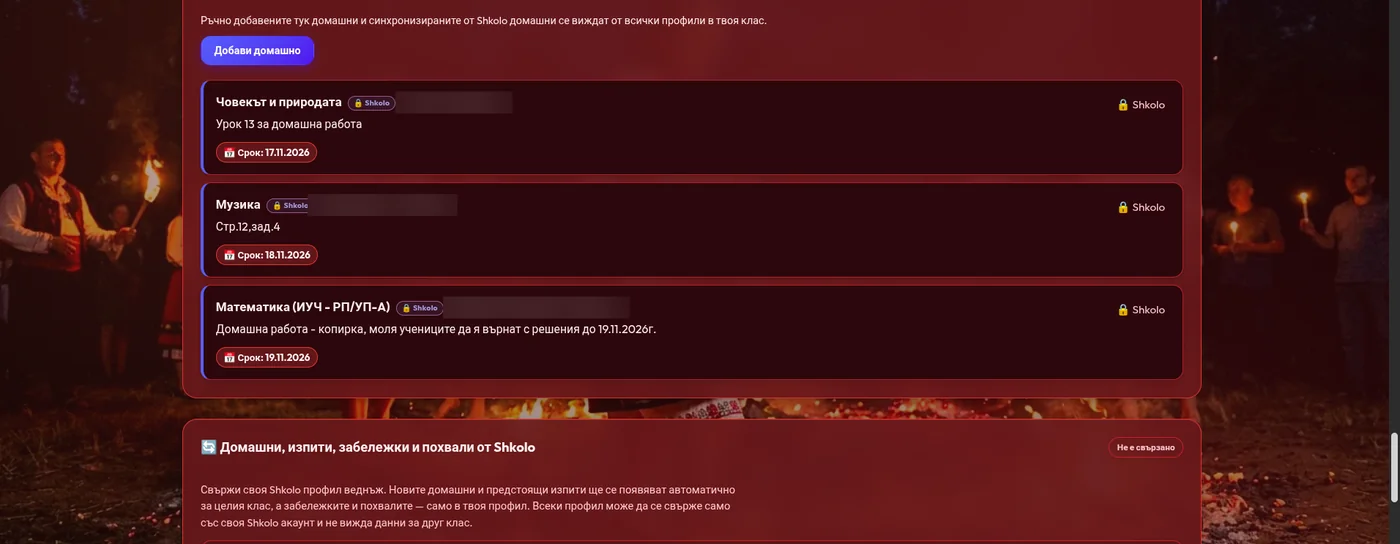 Ръчно добавените тук домашни и синхронизираните от Shkolo домашни се виждат от всички профили в твоя клас.
Добави домашно
Човекът и природата 🔒 Shkolo
🔒 Shkolo
Урок 13 за домашна работа
📅 Срок: 17.11.2026
Музика 🔒 Shkolo
🔒 Shkolo
Стр.12,зад.4
📅 Срок: 18.11.2026
Математика (ИУЧ - РП/УП-А) 🔒 Shkolo
🔒 Shkolo
Домашна работа - копирка, моля учениците да я върнат с решения до 19.11.2026г.
📅 Срок: 19.11.2026
🔄 Домашни, изпити, забележки и похвали от Shkolo
Не е свързано
Свържи своя Shkolo профил веднъж. Новите домашни и предстоящи изпити ще се появяват автоматично
за целия клас, а забележките и похвалите — само в твоя профил. Всеки профил може да се свърже само
със своя Shkolo акаунт и не вижда данни за друг клас.